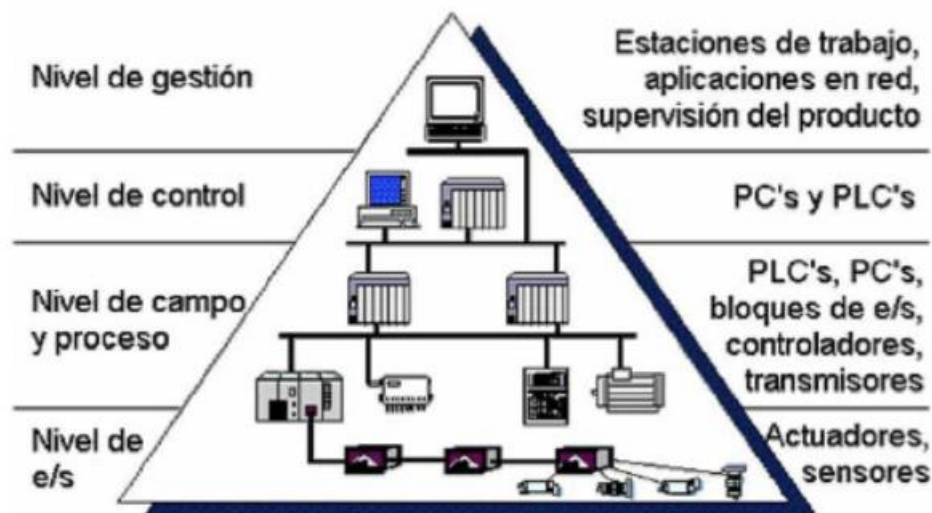 Nivel de gestión
Estaciones de trabajo,
aplicaciones en red,
supervisión del producto
Nivel de control
PC's y PLC's
Nivel de campo
y proceso
PLC's, PC's,
bloques de e/s,
controladores,
transmisores
Nivel de
e/s
Actuadores,
sensores